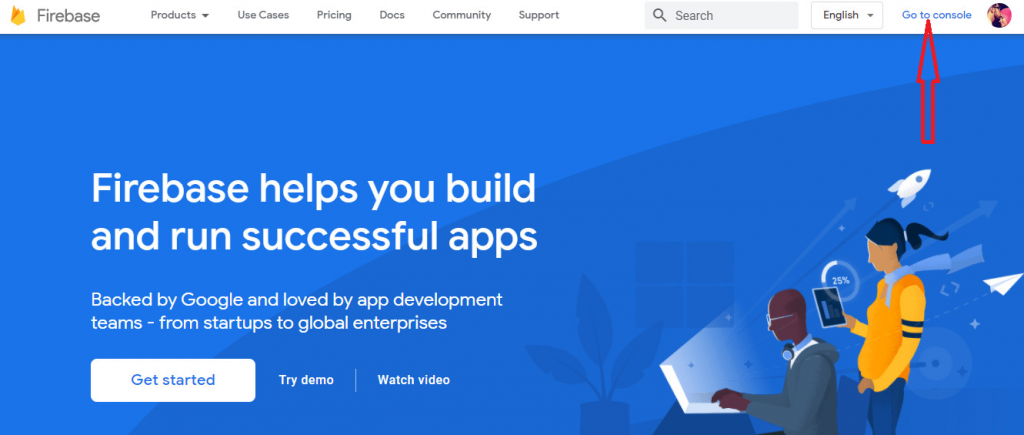 Firebase Products Use Cases Pricing Docs Community Support Search English Go to console
Firebase helps you build
and run successful apps
25%
Backed by Google and loved by app development
teams - from startups to global enterprises
Get started Try demo Watch video